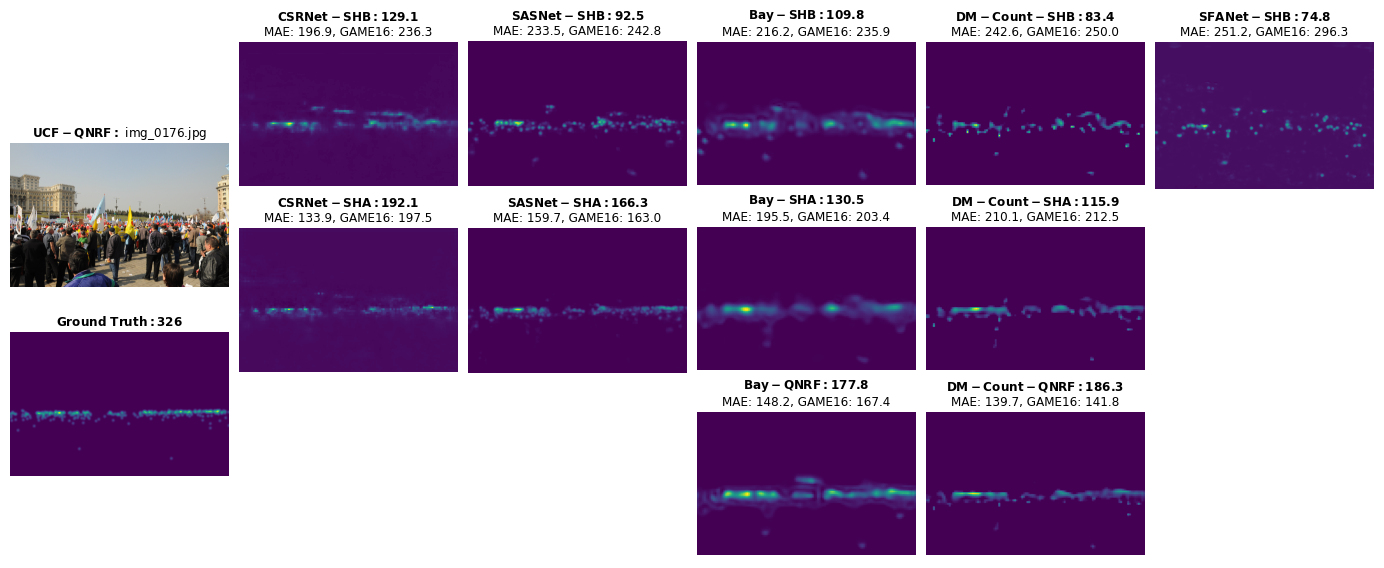 CSRNet − SHB : 129.1
MAE: 196.9, GAME16: 236.3
SASNet − SHB : 92.5
MAE: 233.5, GAME16: 242.8
Bay − SHB : 109.8
MAE: 216.2, GAME16: 235.9
DM − Count − SHB : 83.4
MAE: 242.6, GAME16: 250.0
SFANet − SHB : 74.8
MAE: 251.2, GAME16: 296.3
UCF − QNRF : img_0176.jpg
CSRNet − SHA : 192.1
MAE: 133.9, GAME16: 197.5
SASNet − SHA : 166.3
MAE: 159.7, GAME16: 163.0
Bay − SHA : 130.5
MAE: 195.5, GAME16: 203.4
DM − Count − SHA : 115.9
MAE: 210.1, GAME16: 212.5
Ground Truth : 326
Bay − QNRF : 177.8
MAE: 148.2, GAME16: 167.4
DM − Count − QNRF : 186.3
MAE: 139.7, GAME16: 141.8